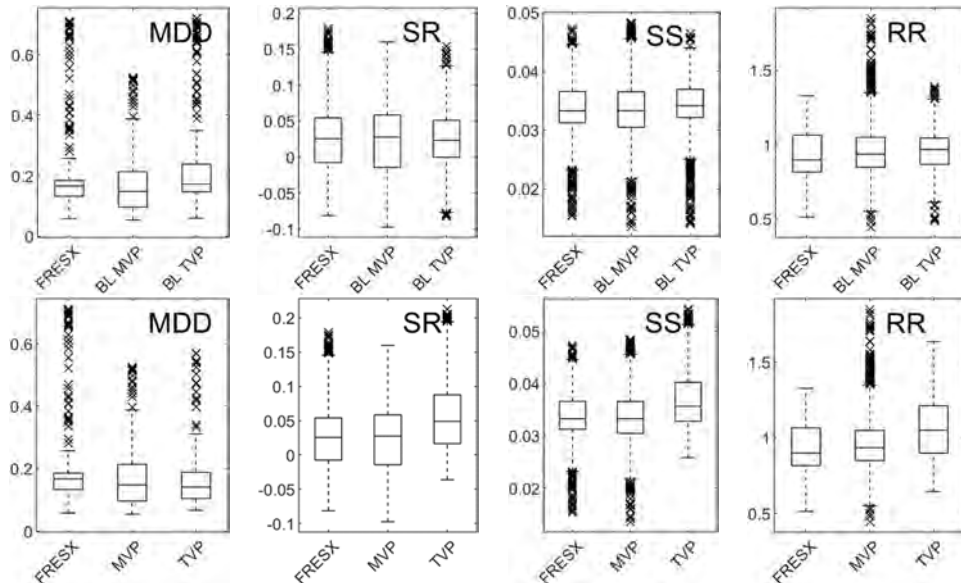 MDD
0.6
0.4
0.2
0
FRESX
BL MVP
BL TVP
SR
0.2
0.15
0.1
0.05
0
-0.05
-0.1
FRESX
BL MVP
BL TVP
SS
0.05
0.04
0.03
0.02
FRESX
BL MVP
BL TVP
RR
1.5
1
0.5
FRESX
BL MVP
BL TVP
MDD
0.6
0.4
0.2
0
FRESX
MVP
TVP
SR
0.2
0.15
0.1
0.05
0
-0.05
-0.1
FRESX
MVP
TVP
SS
0.05
0.04
0.03
0.02
FRESX
MVP
TVP
RR
1.5
1
0.5
FRESX
MVP
TVP